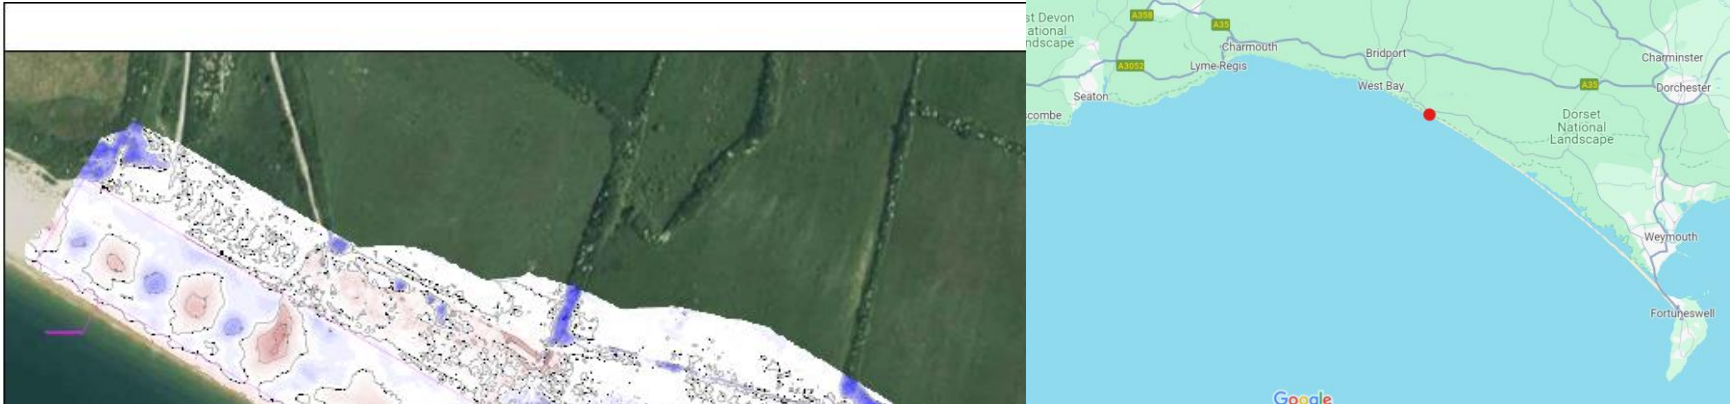 st Devon
ational
ndscape
A358
A35
Charmouth
Bridport
Charminster
A3052
Lyme Regis
West Bay
A35
Dorchester
Seaton
scombe
Dorset
National
Landscape
Weymouth
Fortuneswell
Google